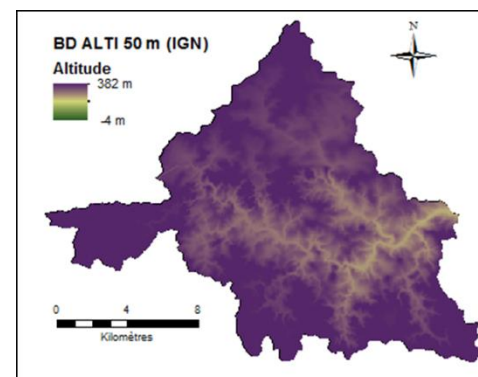 BD ALTI 50 m (IGN)
N
Altitude
382 m
-4 m
0 4 8
Kilomètres